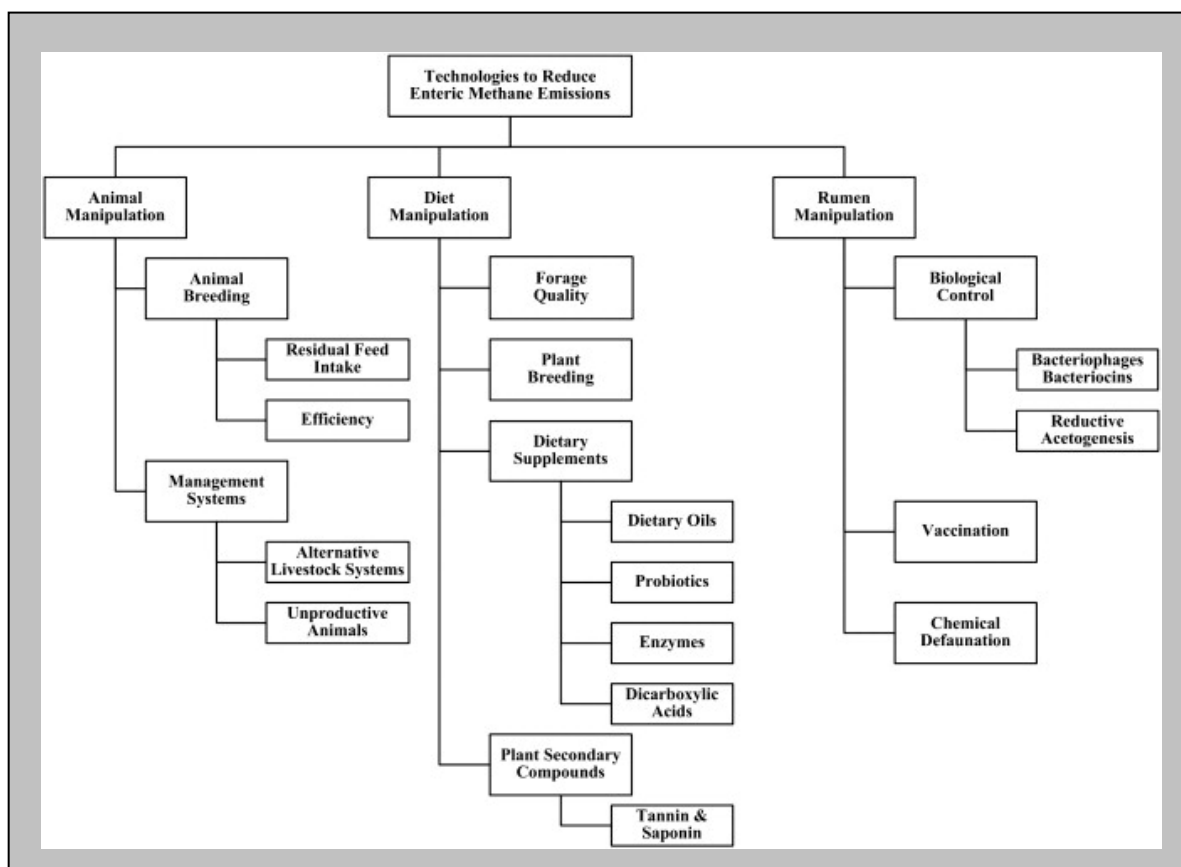 Technologies to Reduce
Enteric Methane Emissions
Animal
Manipulation
Animal
Breeding
Residual Feed
Intake
Efficiency
Management
Systems
Alternative
Livestock Systems
Unproductive
Animals
Diet
Manipulation
Forage
Quality
Plant
Breeding
Dietary
Supplements
Dietary Oils
Probiotics
Enzymes
Dicarboxylic
Acids
Plant Secondary
Compounds
Tannin &
Saponin
Rumen
Manipulation
Biological
Control
Bacteriophages
Bacteriocins
Reductive
Acetogenesis
Vaccination
Chemical
Defaunation